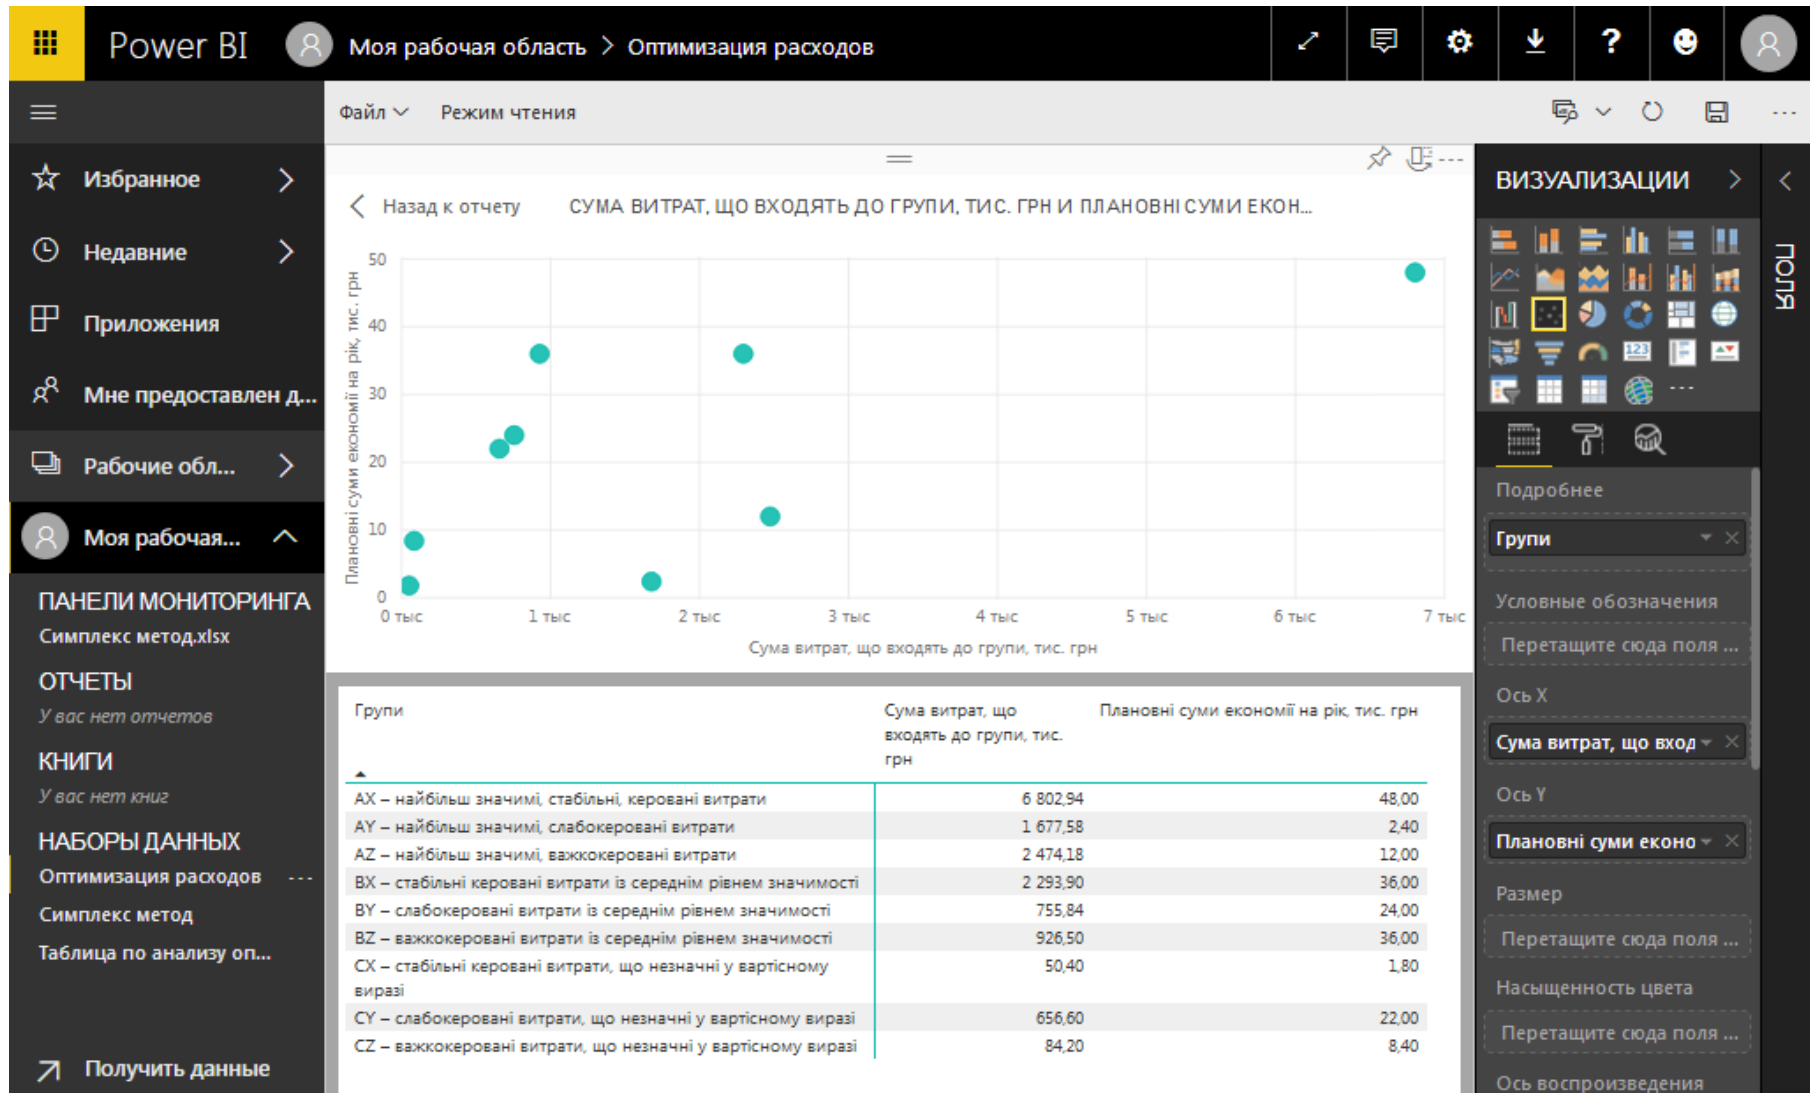 Power BI
Моя рабочая область > Оптимизация расходов
Файл
Режим чтения
Избранное
Недавние
Приложения
Мне предоставлен д...
Рабочие обл...
Моя рабочая...
ПАНЕЛИ МОНИТОРИНГА
Симплекс метод.xlsx
ОТЧЕТЫ
У вас нет отчетов
КНИГИ
У вас нет книг
НАБОРЫ ДАННЫХ
Оптимизация расходов
Симплекс метод
Таблица по анализу оп...
Получить данные
Назад к отчету
СУМА ВИТРАТ, ЩО ВХОДЯТЬ ДО ГРУПИ, ТИС. ГРН И ПЛАНОВНІ СУМИ ЕКОН...
Плановні суми економії на рік, тис. грн
50
40
30
20
10
0
0 тыс 1 тыс 2 тыс 3 тыс 4 тыс 5 тыс 6 тыс 7 тыс
Сума витрат, що входять до групи, тис. грн
Групи
Сума витрат, що
входять до групи, тис.
грн
Плановні суми економії на рік, тис. грн
AX – найбільш значимі, стабільні, керовані витрати 6 802,94 48,00
AY – найбільш значимі, слабокеровані витрати 1 677,58 2,40
AZ – найбільш значимі, важкокеровані витрати 2 474,18 12,00
BX – стабільні керовані витрати із середнім рівнем значимості 2 293,90 36,00
BY – слабокеровані витрати із середнім рівнем значимості 755,84 24,00
BZ – важкокеровані витрати із середнім рівнем значимості 926,50 36,00
CX – стабільні керовані витрати, що незначні у вартісному 50,40 1,80
виразі
CY – слабокеровані витрати, що незначні у вартісному виразі 656,60 22,00
CZ – важкокеровані витрати, що незначні у вартісному виразі 84,20 8,40
ВИЗУАЛИЗАЦИИ
123
Подробнее
Групи
Условные обозначения
Перетащите сюда поля ...
Ось X
Сума витрат, що вход
Ось Y
Плановні суми еконо
Размер
Перетащите сюда поля ...
Насыщенность цвета
Перетащите сюда поля ...
Ось воспроизведения
ПОЛЯ